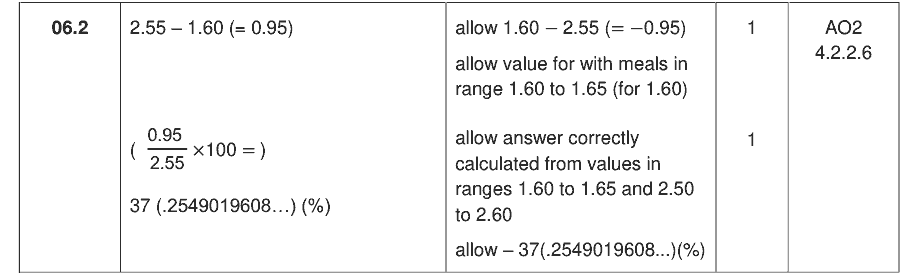 06.2 2.55 – 1.60 (= 0.95) allow 1.60 – 2.55 (= –0.95) 1 AO2
4.2.2.6
allow value for with meals in
range 1.60 to 1.65 (for 1.60)
( 0.95/2.55 ×100 = ) allow answer correctly 1
calculated from values in
ranges 1.60 to 1.65 and 2.50
to 2.60
37 (.2549019608...) (%)
allow – 37(.2549019608...)(%)